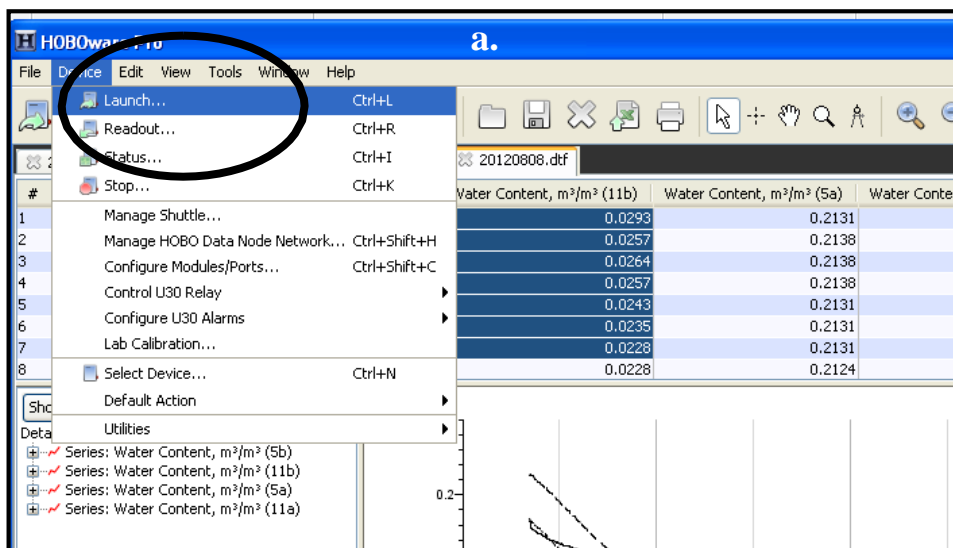 HOBOware Pro
a.
File Device Edit View Tools Window Help
Launch... Ctrl+L
Readout... Ctrl+R
Status... Ctrl+I
Stop... Ctrl+K
Manage Shuttle...
Manage HOBO Data Node Network... Ctrl+Shift+H
Configure Modules/Ports... Ctrl+Shift+C
Control U30 Relay
Configure U30 Alarms
Lab Calibration...
Select Device... Ctrl+N
Default Action
Utilities
20120808.dtf
# Water Content, m³/m³ (11b) Water Content, m³/m³ (5a) Water Conte
1 0.0293 0.2131
2 0.0257 0.2138
3 0.0264 0.2138
4 0.0257 0.2138
5 0.0243 0.2131
6 0.0235 0.2131
7 0.0228 0.2131
8 0.0228 0.2124
Sho
Deta
Series: Water Content, m³/m³ (5b)
Series: Water Content, m³/m³ (11b)
Series: Water Content, m³/m³ (5a)
Series: Water Content, m³/m³ (11a)
0.2